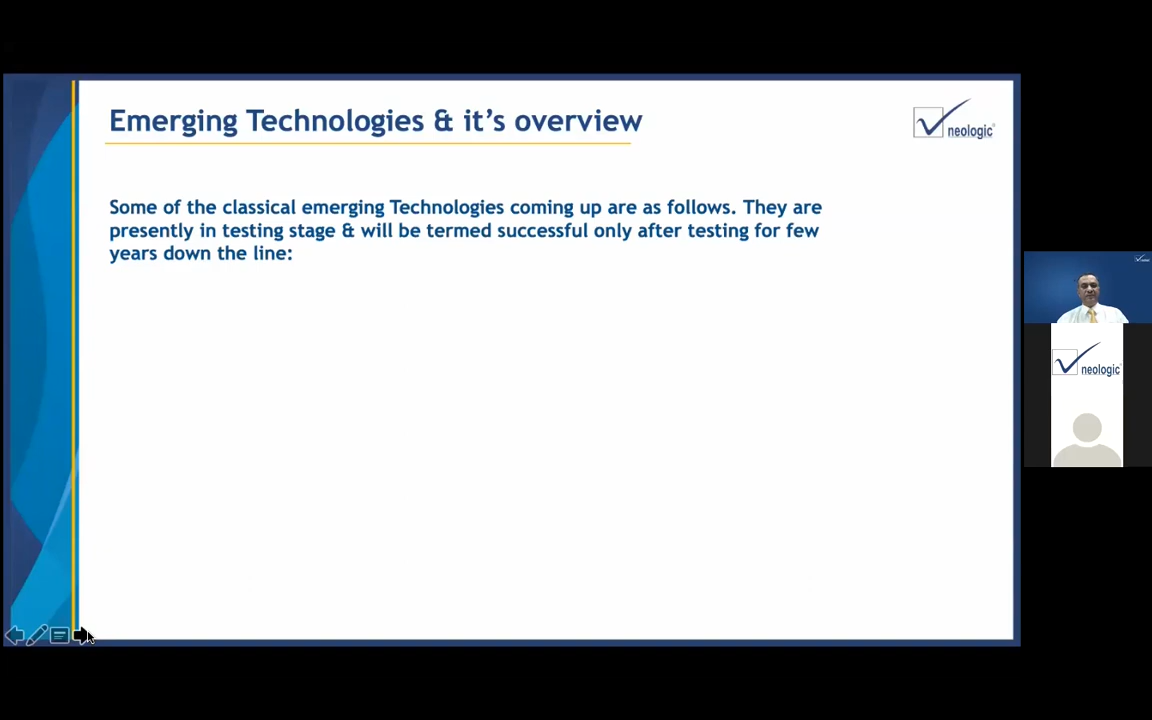 Emerging Technologies & it’s overview
neologic
Some of the classical emerging Technologies coming up are as follows. They are
presently in testing stage & will be termed successful only after testing for few
years down the line:
neologic